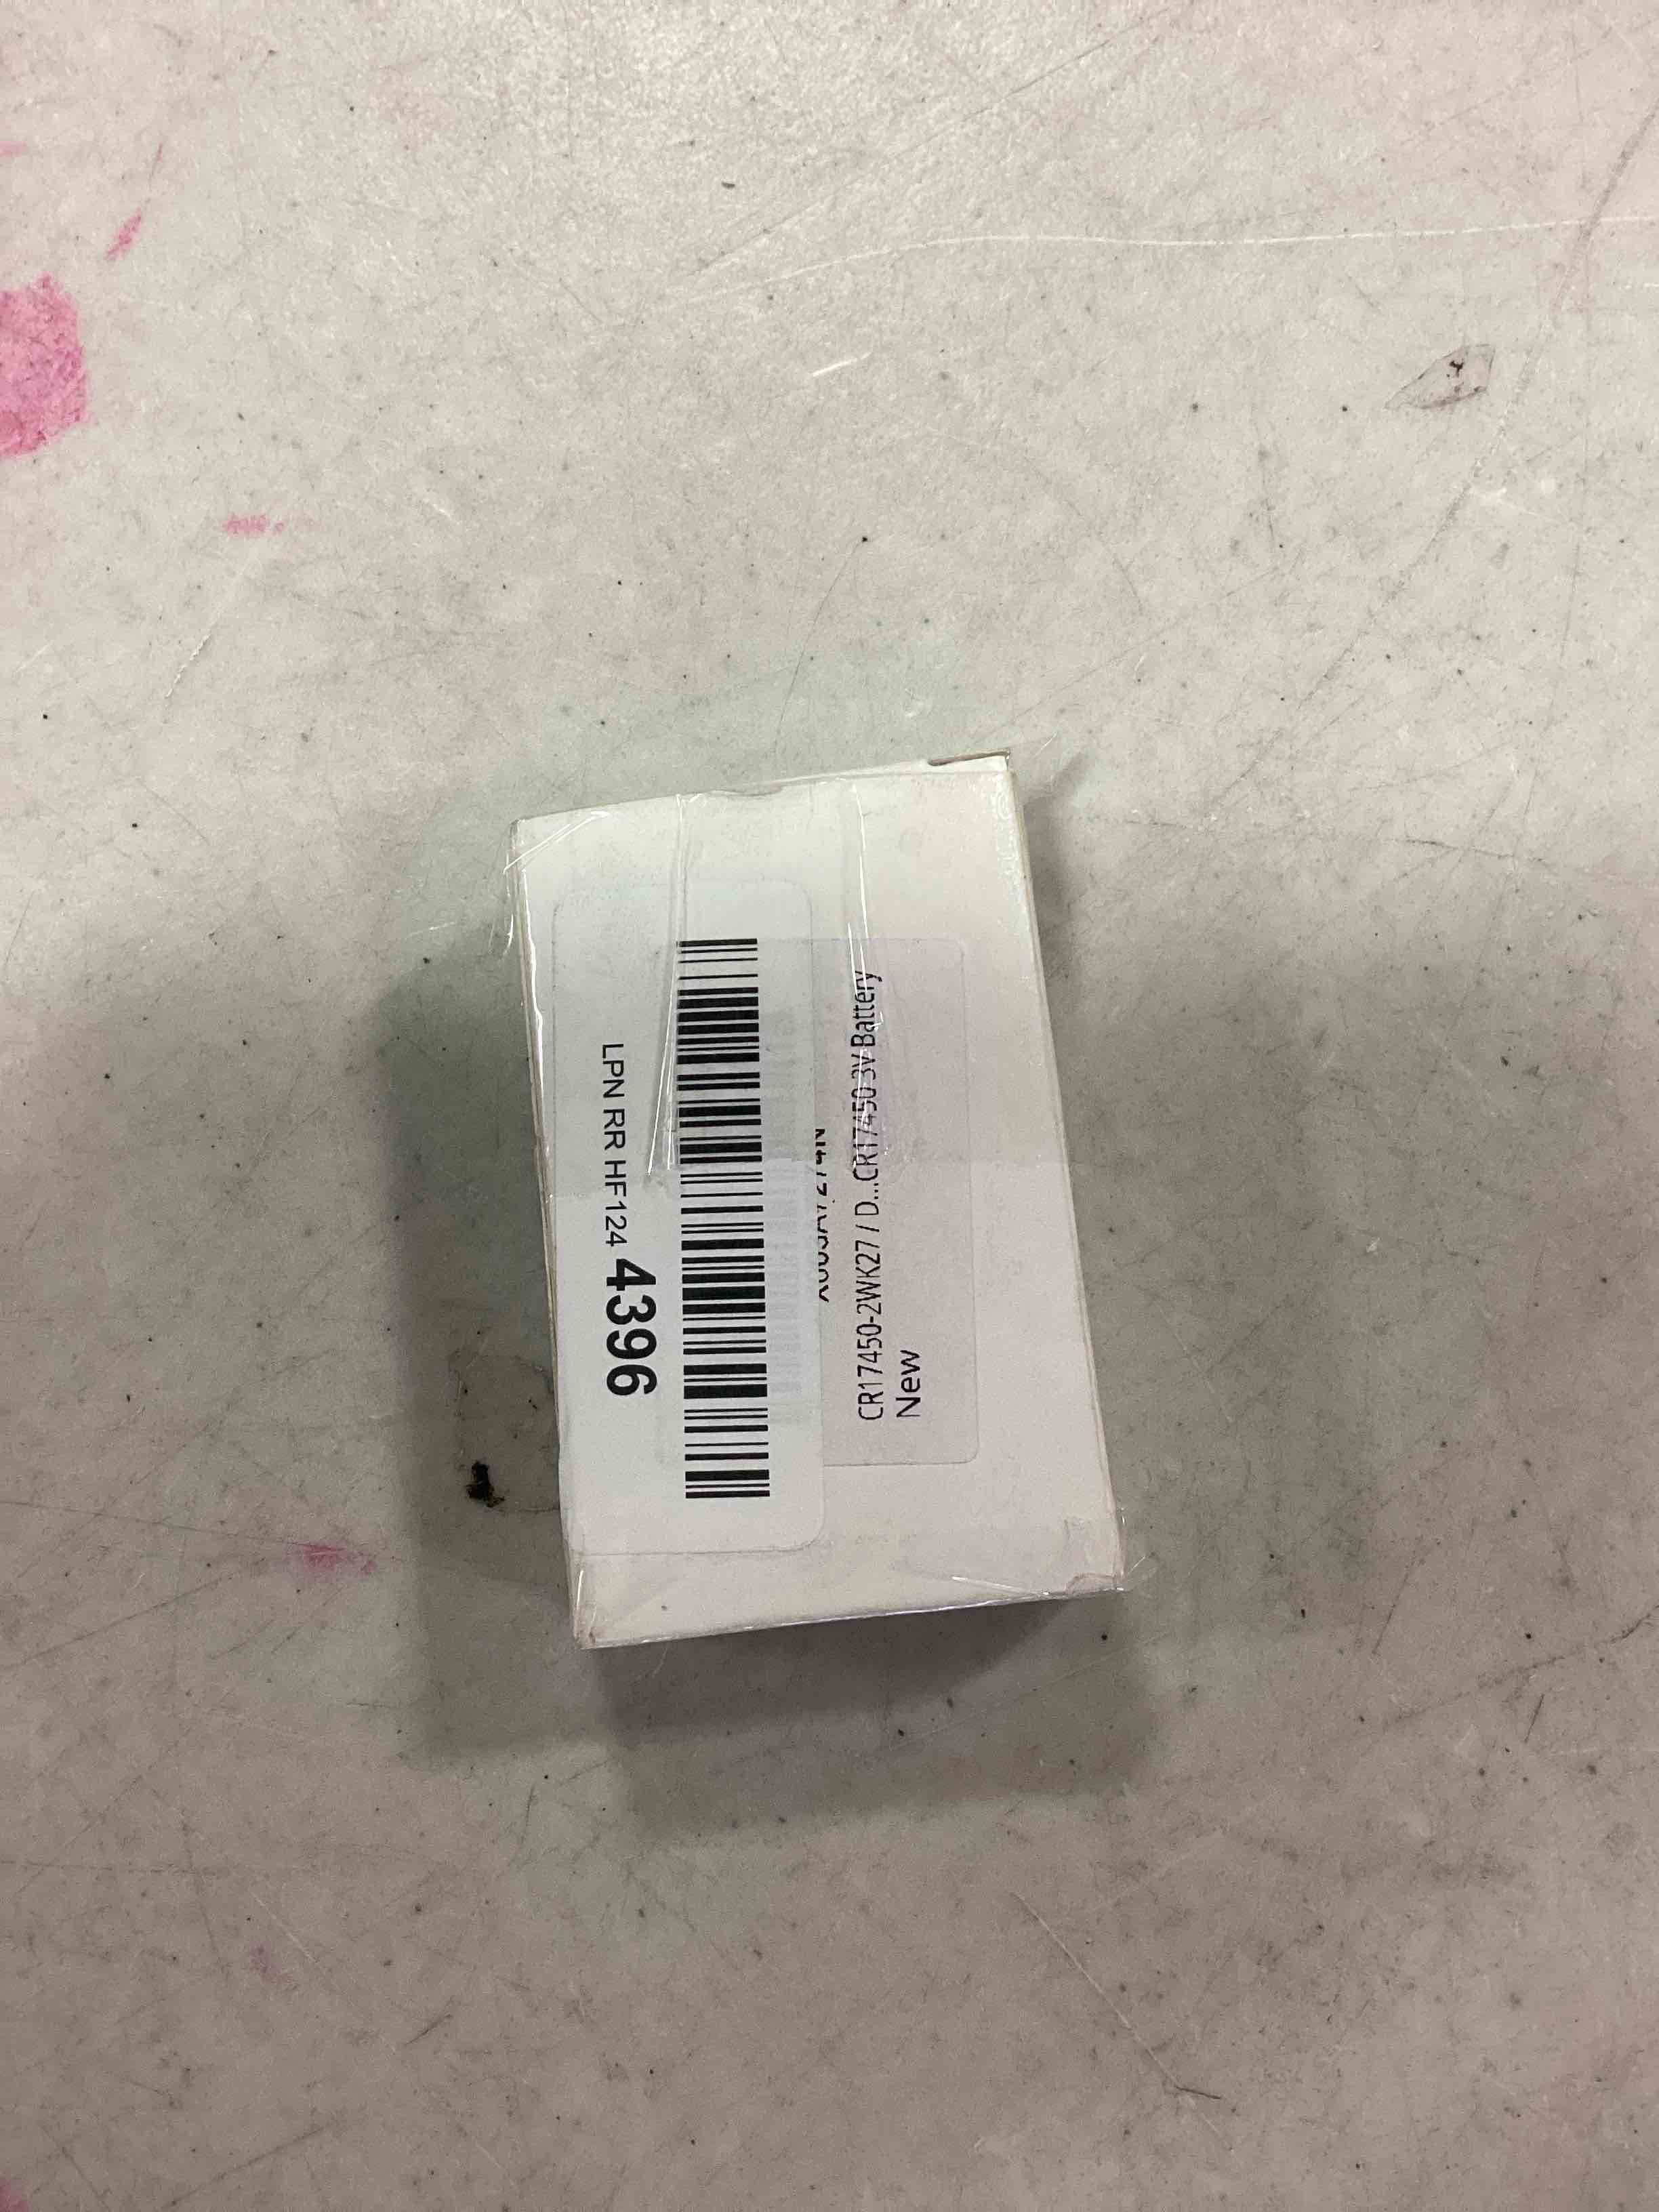 LPN RR HF124 4396
CR17450-2WK27 / D...CR17450 3V Battery
New